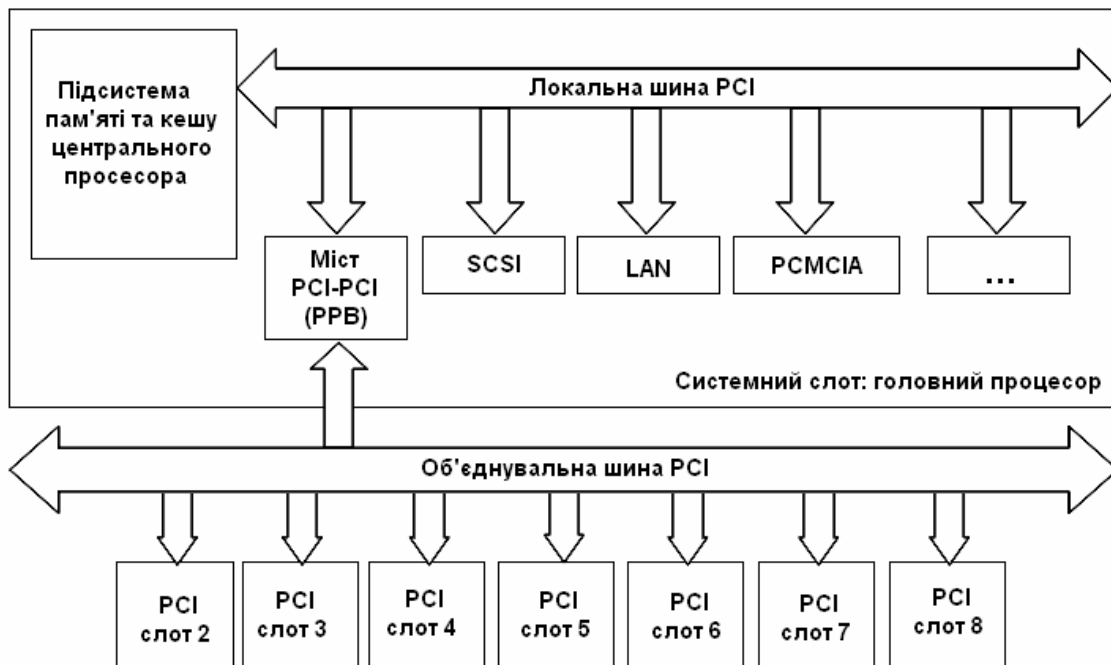 Підсистема
пам'яті та кешу
центрального
просесора
Локальна шина PCI
Міст
PCI-PCI
(PPB)
SCSI
LAN
PCMCIA
...
Системний слот: головний процесор
Об'єднувальна шина PCI
PCI
слот 2
PCI
слот 3
PCI
слот 4
PCI
слот 5
PCI
слот 6
PCI
слот 7
PCI
слот 8